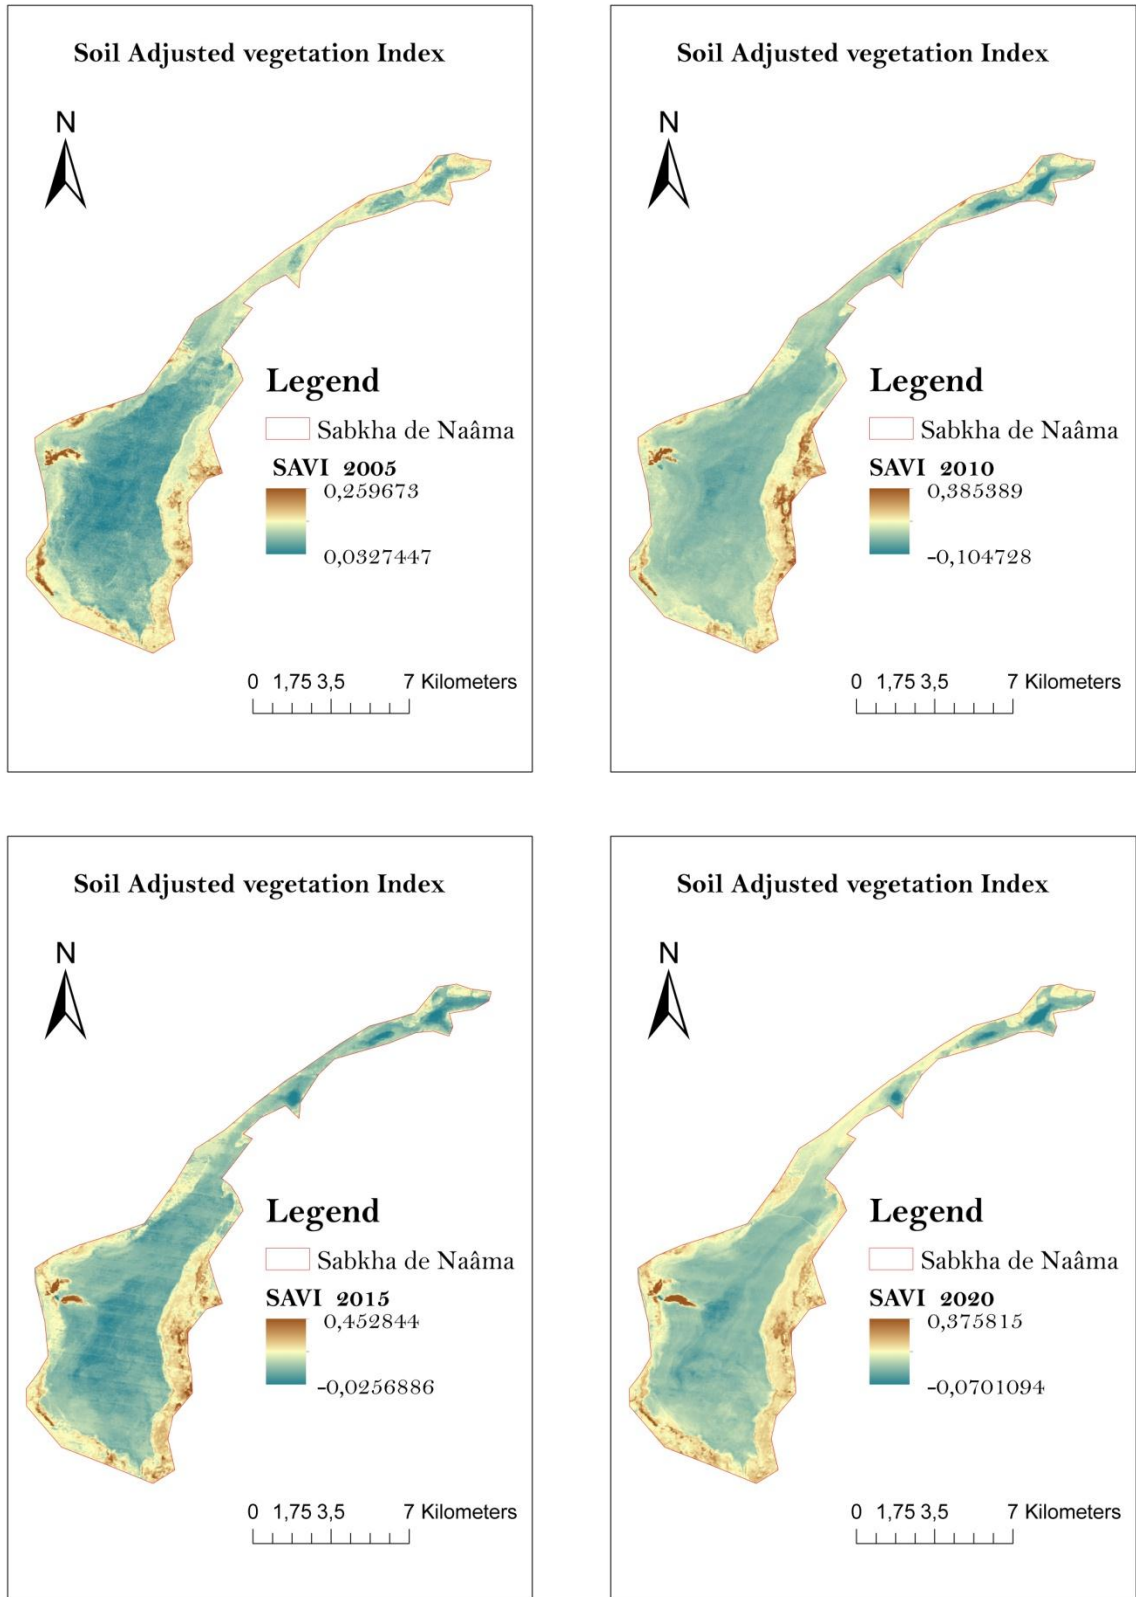 Soil Adjusted vegetation Index
N
Legend
Sabkha de Naâma
SAVI 2005
0,259673
0,0327447
0 1,75 3,5 7 Kilometers
Soil Adjusted vegetation Index
N
Legend
Sabkha de Naâma
SAVI 2010
0,385389
-0,104728
0 1,75 3,5 7 Kilometers
Soil Adjusted vegetation Index
N
Legend
Sabkha de Naâma
SAVI 2015
0,452844
-0,0256886
0 1,75 3,5 7 Kilometers
Soil Adjusted vegetation Index
N
Legend
Sabkha de Naâma
SAVI 2020
0,375815
-0,0701094
0 1,75 3,5 7 Kilometers